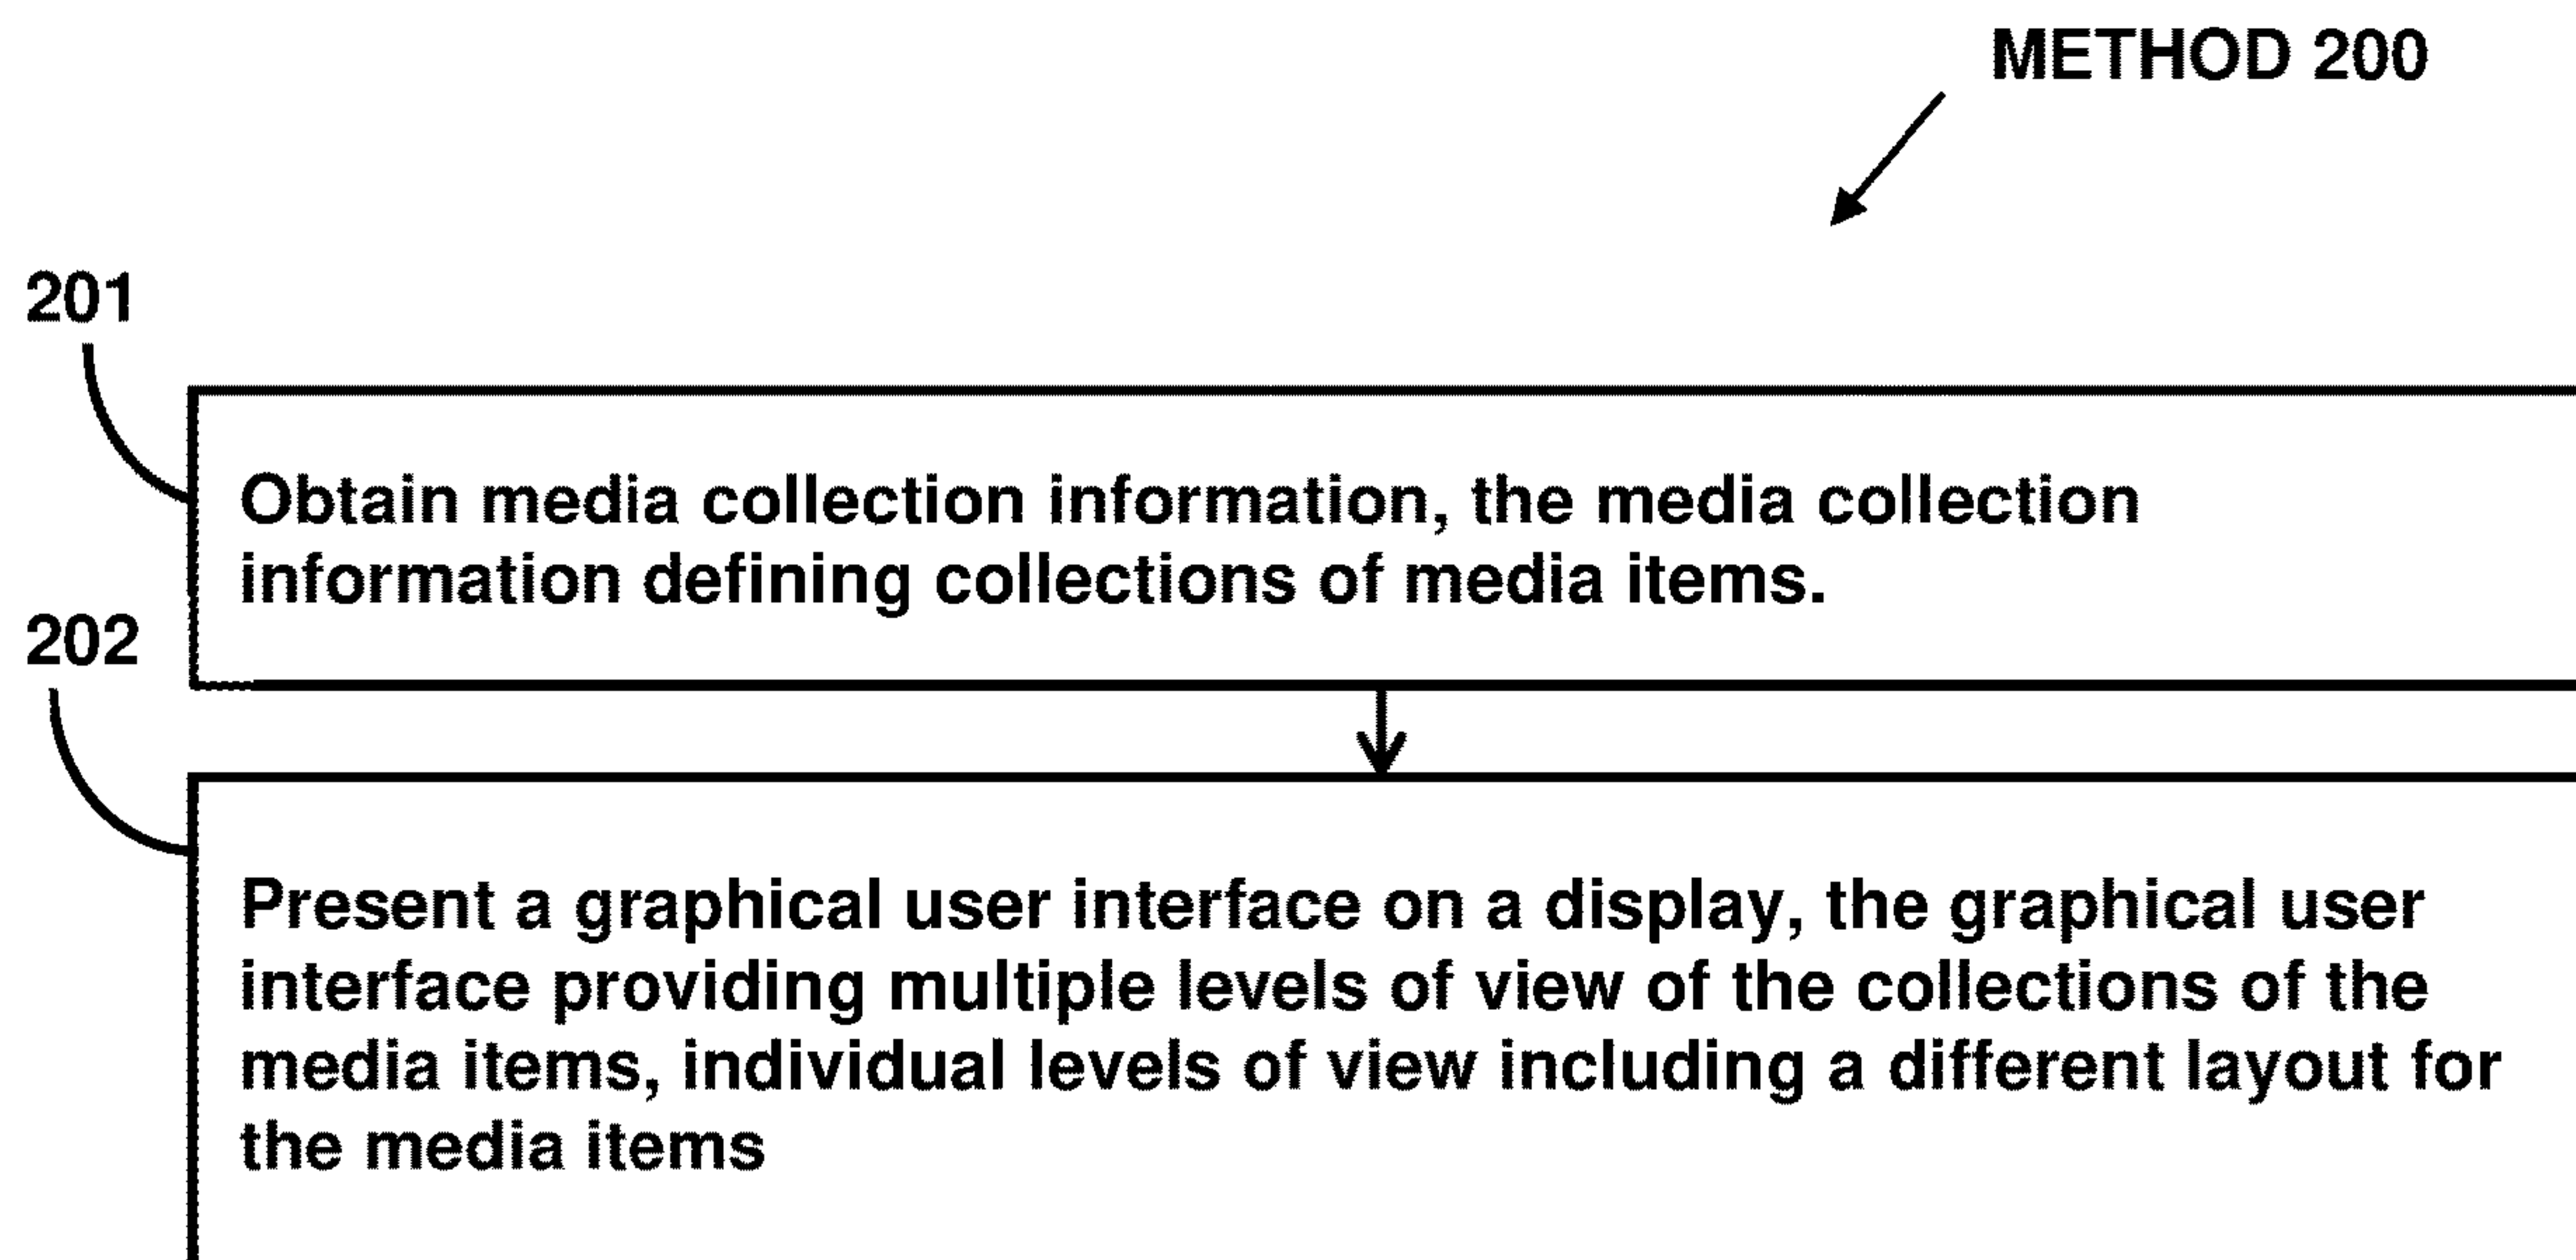 METHOD 200
201
Obtain media collection information, the media collection
information defining collections of media items.
202
Present a graphical user interface on a display, the graphical user
interface providing multiple levels of view of the collections of the
media items, individual levels of view including a different layout for
the media items